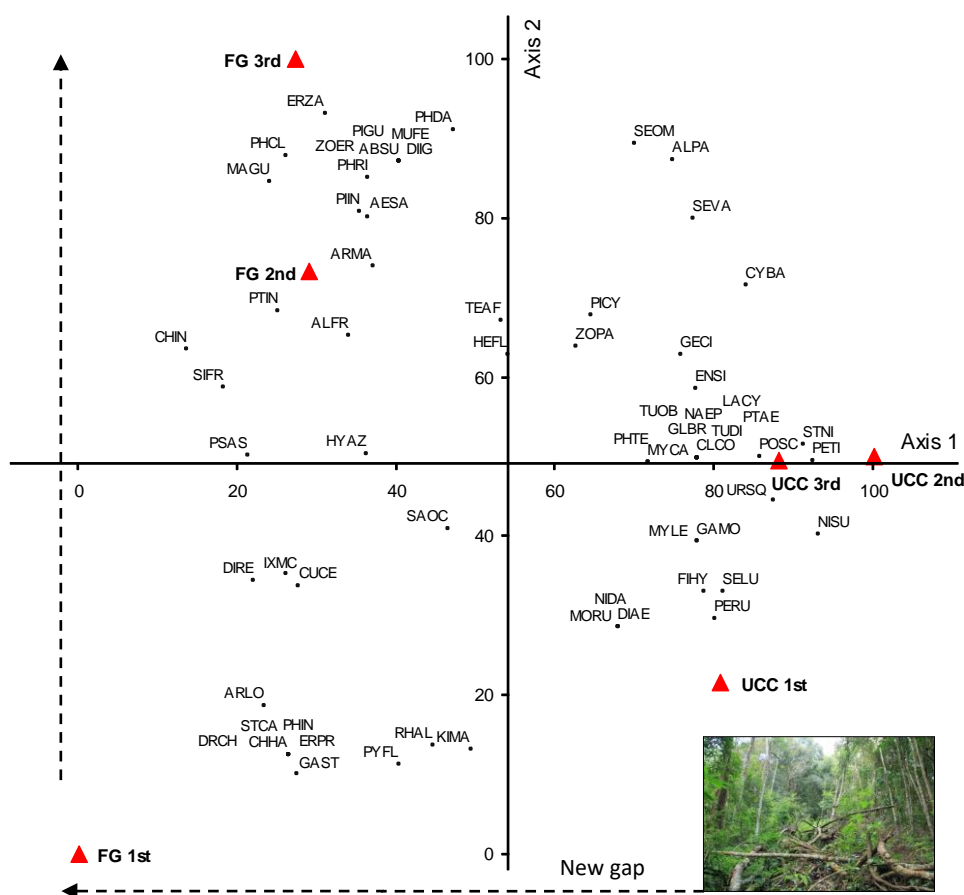 Axis 2
100
FG 3rd
ERZA
PHDA
PIGU
MUFE
SEOM
PHCL
ZOER
ABSU
DIIG
ALPA
MAGU
PHRI
PIIN
AESA
SEVA
80
ARMA
FG 2nd
CYBA
PTIN
TEAF
PICY
ALFR
CHIN
HEFL
ZOPA
GECI
SIFR
60
ENSI
LACY
TUOB
NAEP
PTAE
GLBR
TUDI
STNI
PSAS
HYAZ
PHTE
MYCA
CLCO
POSC
PETI
Axis 1
0
20
40
60
80
100
UCC 3rd
UCC 2nd
URSQ
SAOC
40
MYLE
GAMO
NISU
DIRE
IXMC
CUCE
FIHY
SELU
NIDA
MORU
DIAE
PERU
ARLO
20
UCC 1st
STCA
PHIN
DRCH
CHHA
ERPR
RHAL
KIMA
GAST
PYFL
FG 1st
0
New gap